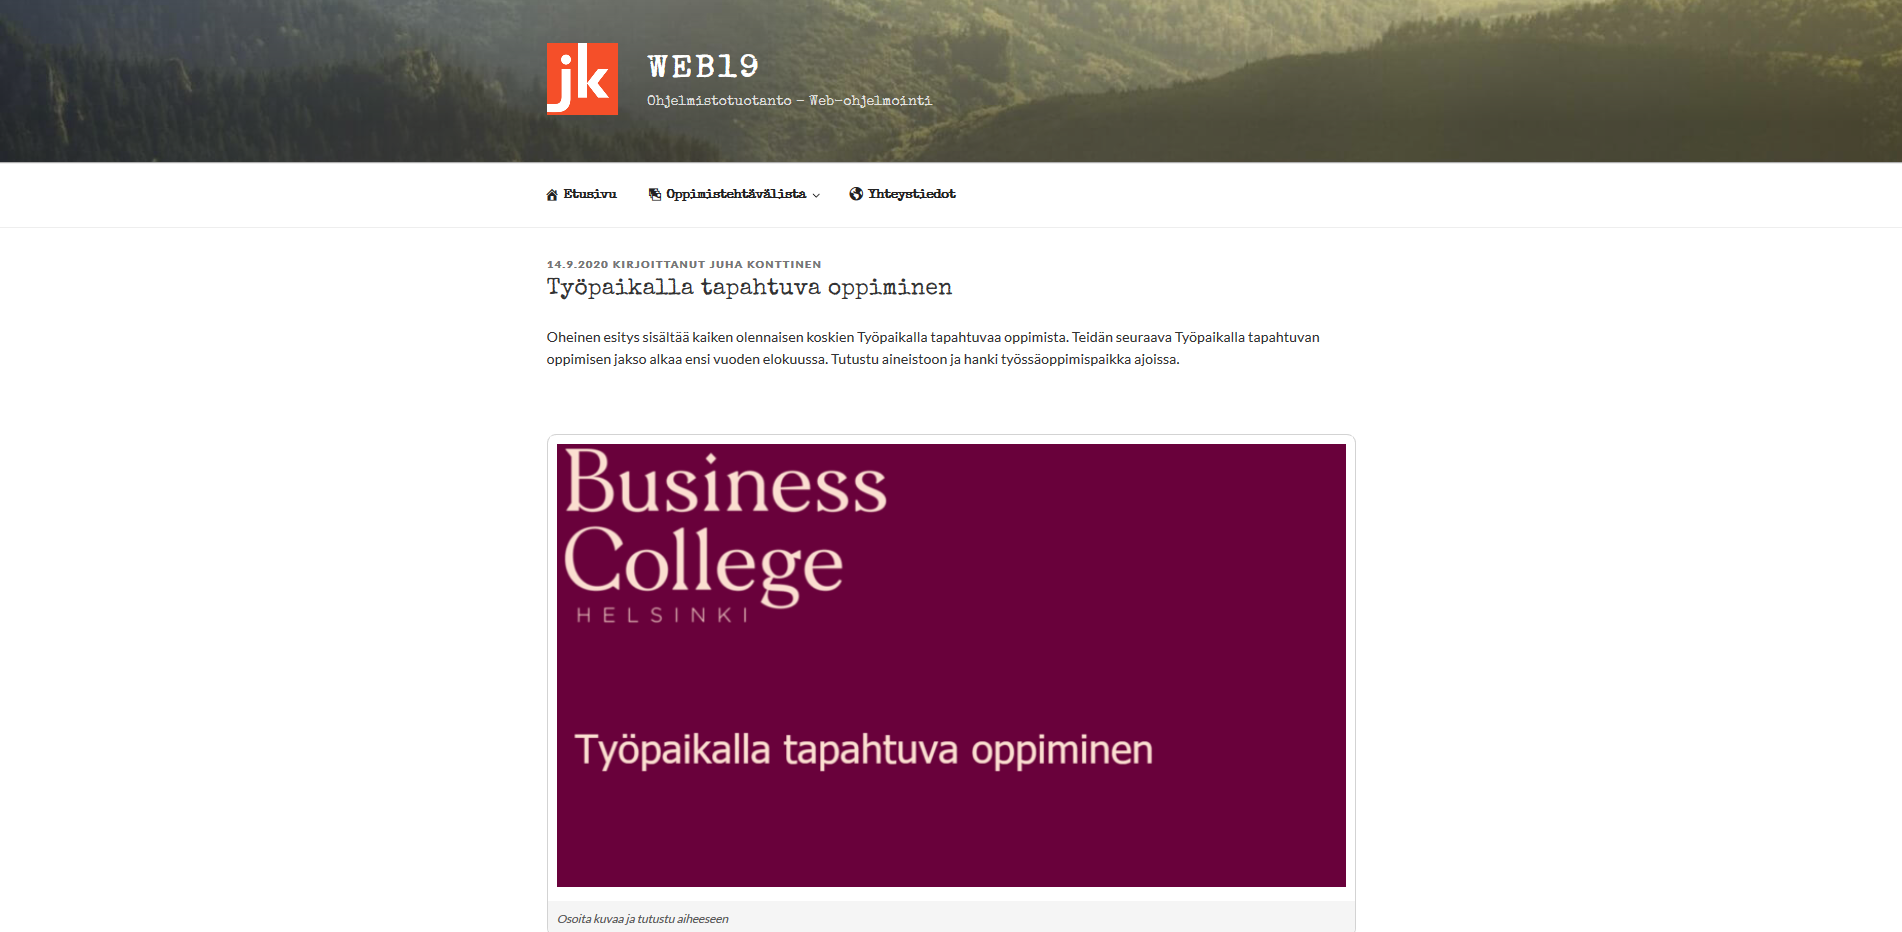 jk
WEB19
Ohjelmistotuotanto – Web-ohjelmointi
Etusivu Oppimistehtävälista Yhteystiedot
14.9.2020 KIRJOITTANUT JUHA KONTTINEN
Työpaikalla tapahtuva oppiminen
Oheinen esitys sisältää kaiken olennaisen koskien Työpaikalla tapahtuvaa oppimista. Teidän seuraava Työpaikalla tapahtuvan
oppimisen jakso alkaa ensi vuoden elokuussa. Tutustu aineistoon ja hanki työssäoppimispaikka ajoissa.
Business
College
HELSINKI
Työpaikalla tapahtuva oppiminen
Osoita kuvaa ja tutustu aiheeseen